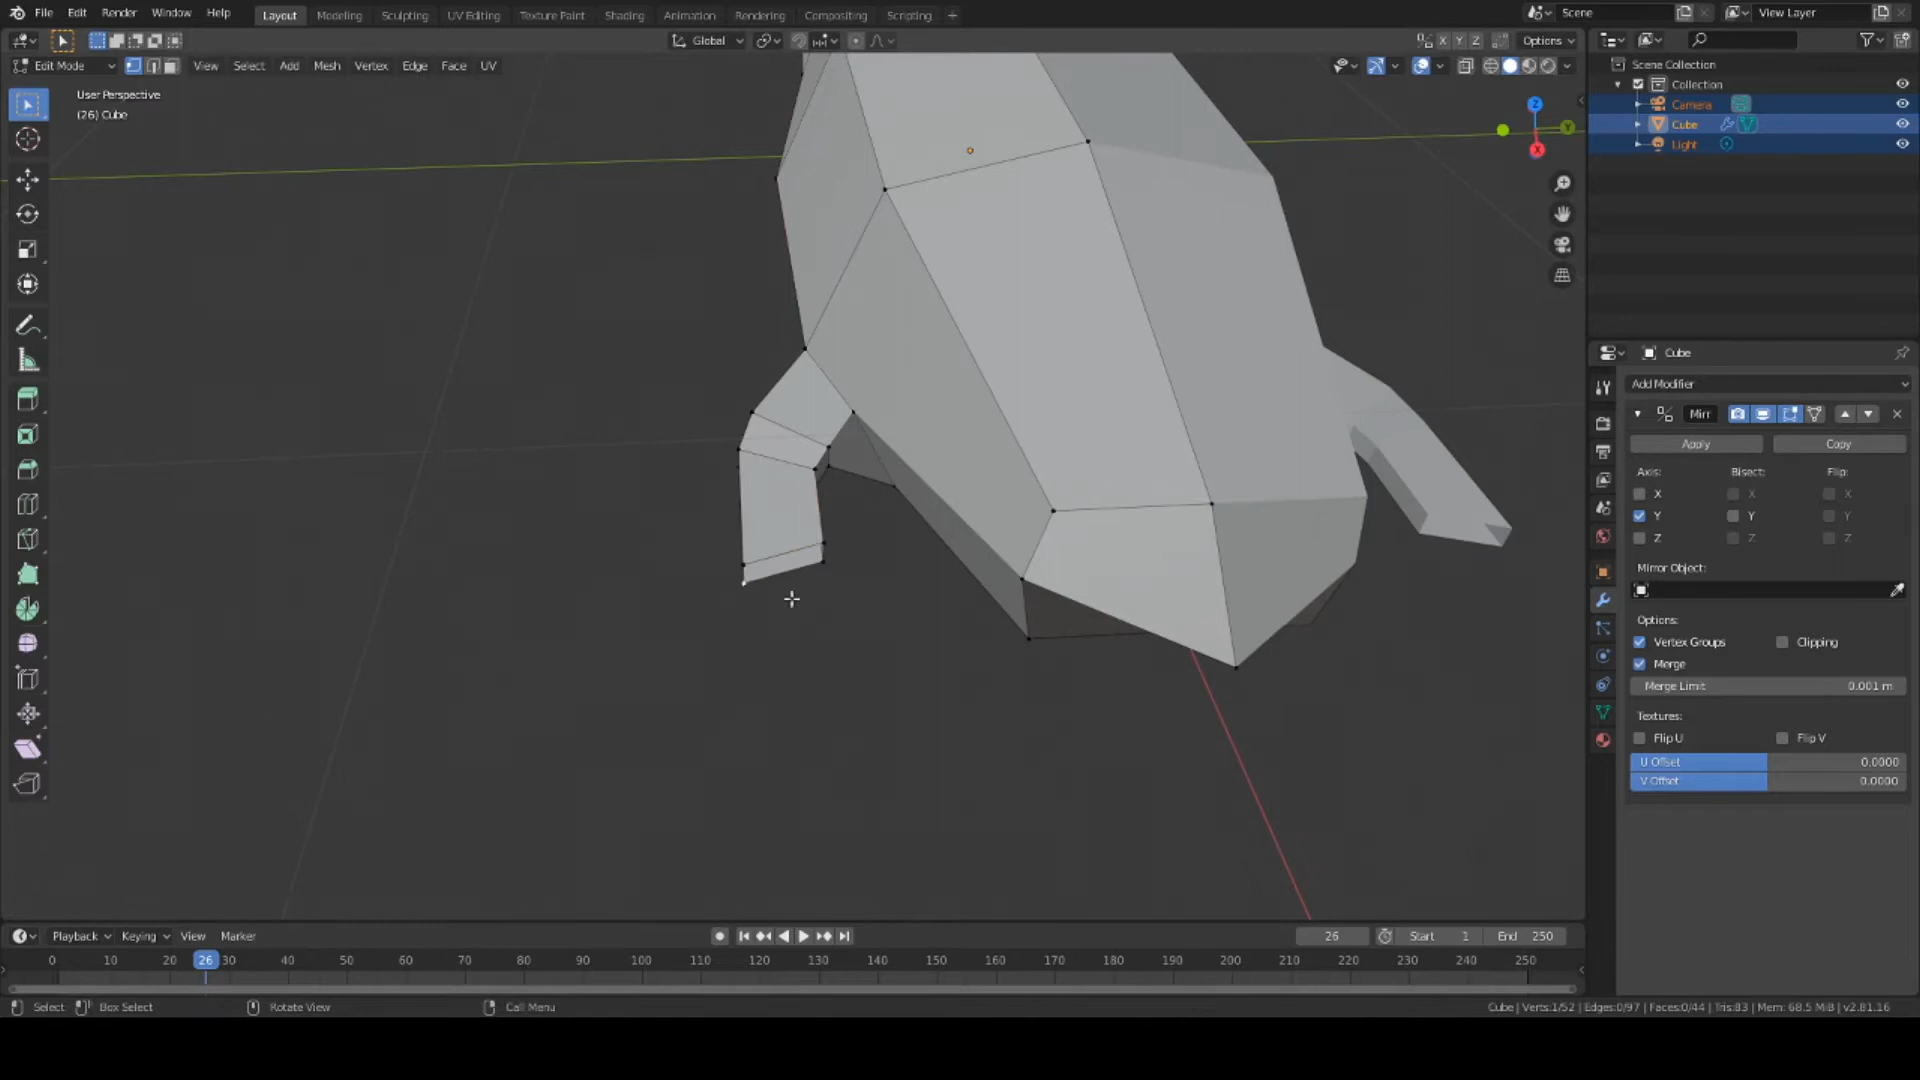 File Edit Render Window Help Layout Modeling Sculpting UV Editing Texture Paint Shading Animation Rendering Compositing Scripting + Scene View Layer
Global X Y Z Options
Edit Mode View Select Add Mesh Vertex Edge Face UV
Scene Collection
Collection
Camera
Cube
Light
User Perspective
(26) Cube
Z
Y
X
Cube
Add Modifier
Mirr
Apply Copy
Axis: Bisect: Flip:
X X X
Y Y Y
Z Z Z
Mirror Object:
Options:
Vertex Groups Clipping
Merge
Merge Limit 0.001 m
Textures:
Flip U Flip V
U Offset 0.0000
V Offset 0.0000
Playback Keying View Marker 26 Start 1 End 250
0 10 20 26 30 40 50 60 70 80 90 100 110 120 130 140 150 160 170 180 190 200 210 220 230 240 250
Select Box Select Rotate View Call Menu Cube | Verts:1/52 | Edges:0/97 | Faces:0/44 | Tris:83 | Mem: 68.5 MiB | v2.81.16